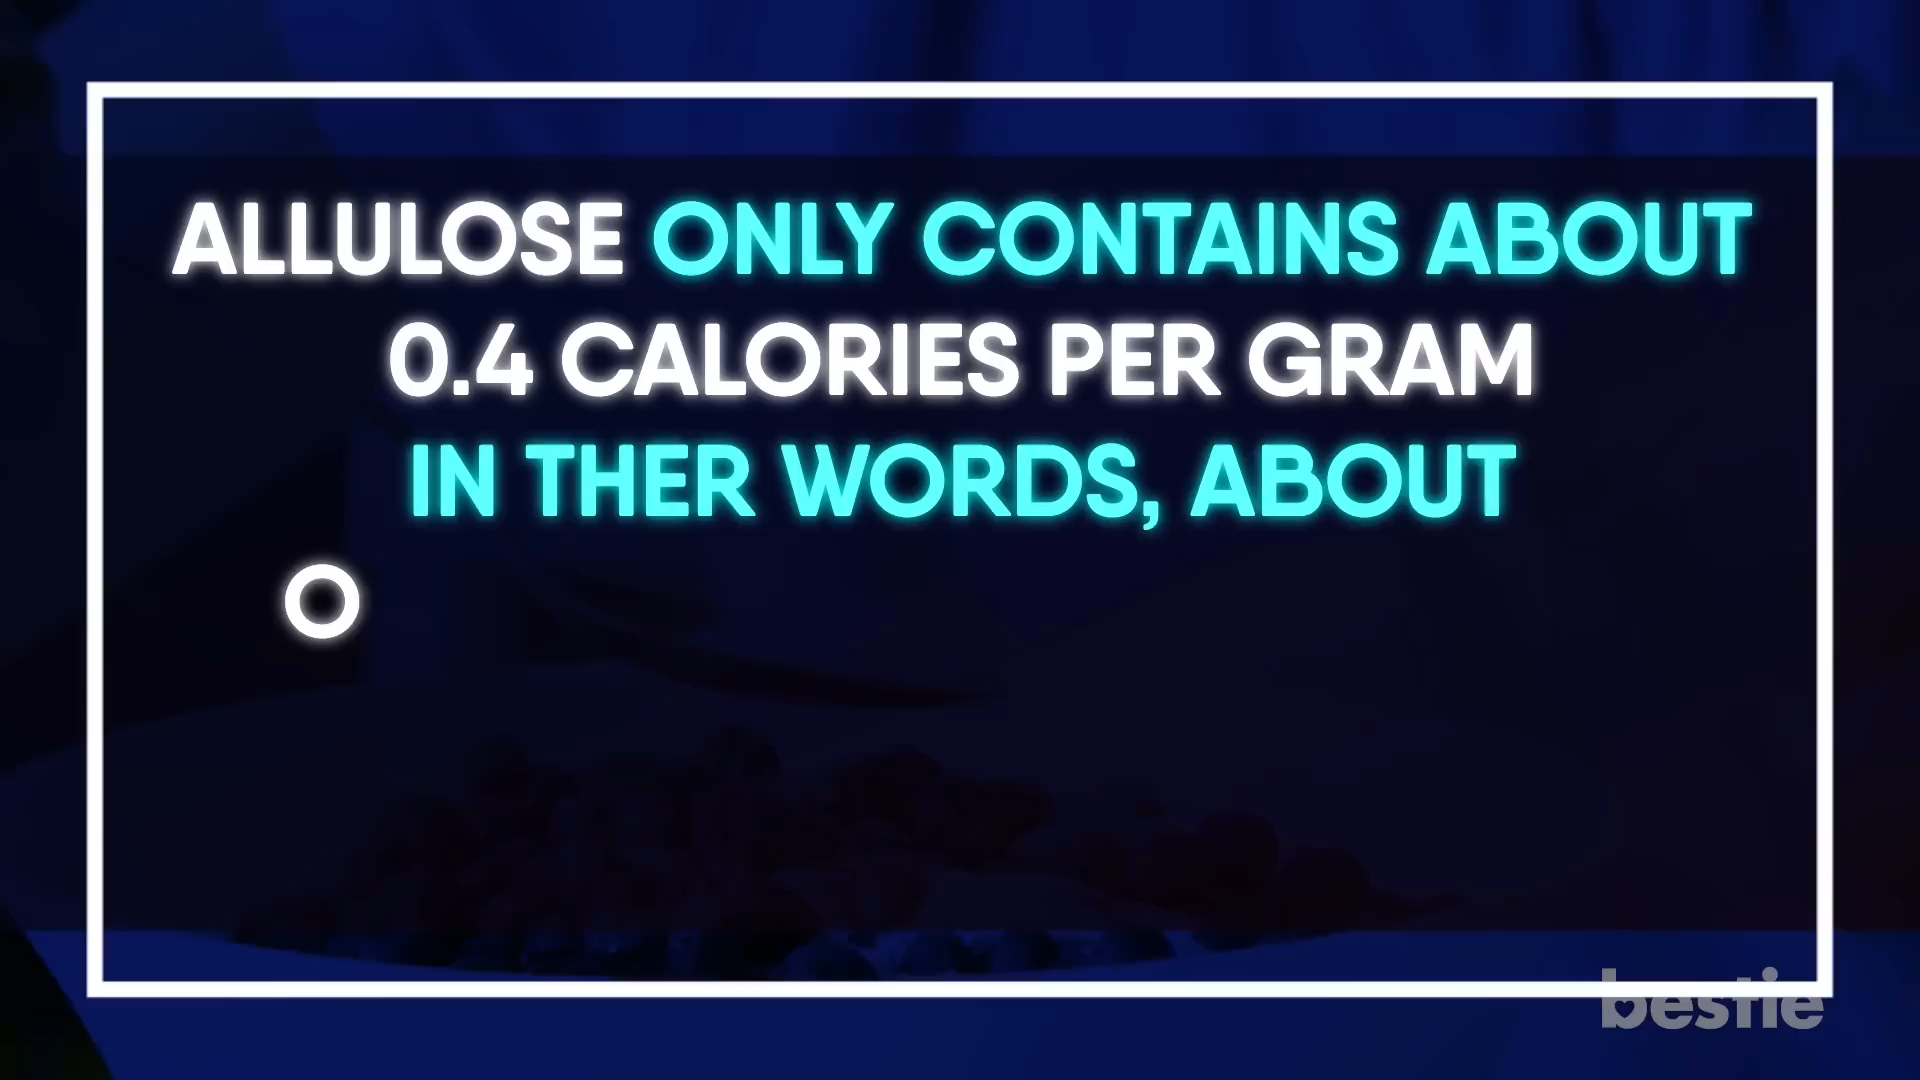 ALLULOSE ONLY CONTAINS ABOUT
0.4 CALORIES PER GRAM
IN THER WORDS, ABOUT
O
bestie